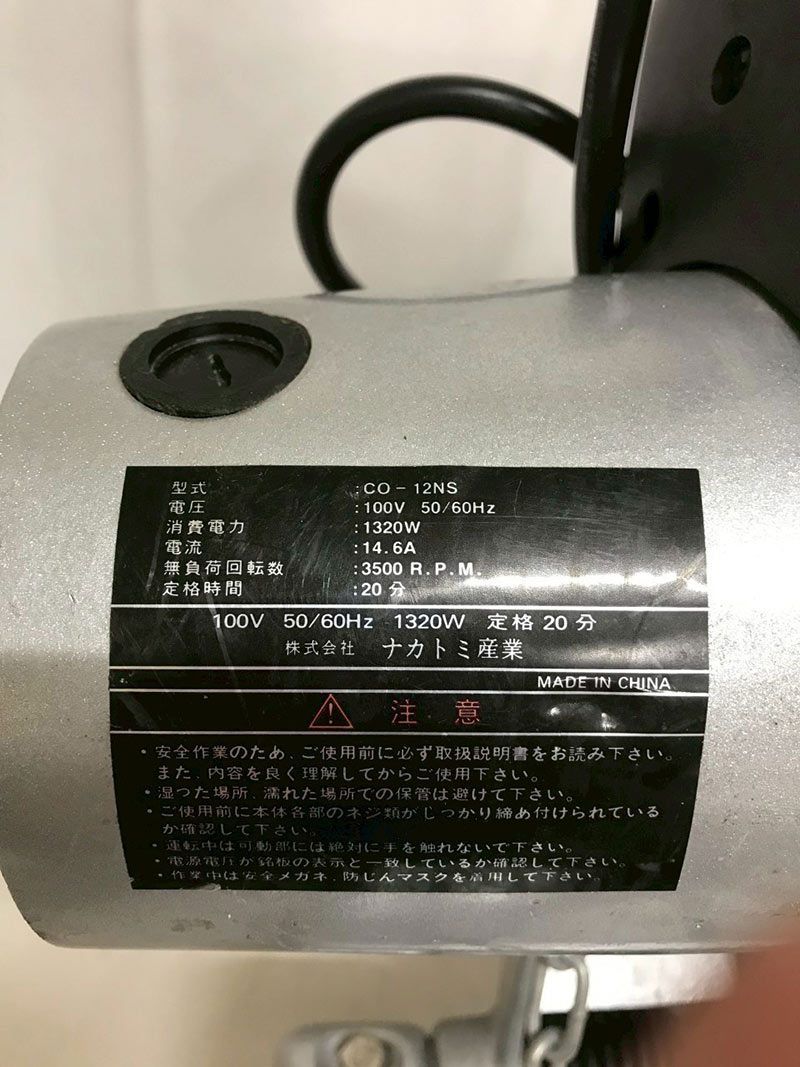 型式 :CO-12NS
電圧 :100V 50/60Hz
消費電力 :1320W
電流 :14.6A
無負荷回転数 :3500 R.P.M.
定格時間 :20分
100V 50/60Hz 1320W 定格20分
株式会社 ナカトミ産業
MADE IN CHINA
注意
・安全作業のため、ご使用前に必ず取扱説明書をお読み下さい。
また、内容を良く理解してからご使用下さい。
・湿つた場所、濡れた場所での保管は避けて下さい。
・ご使用前に本体各部のネジ類がしつかり締め付けられている
か確認して下さい。
・運転中は可動部には絶対に手を触れないで下さい。
・電源電圧が銘板の表示と一致しているか確認して下さい。
・作業中は安全メガネ、防じんマスクを着用して下さい。